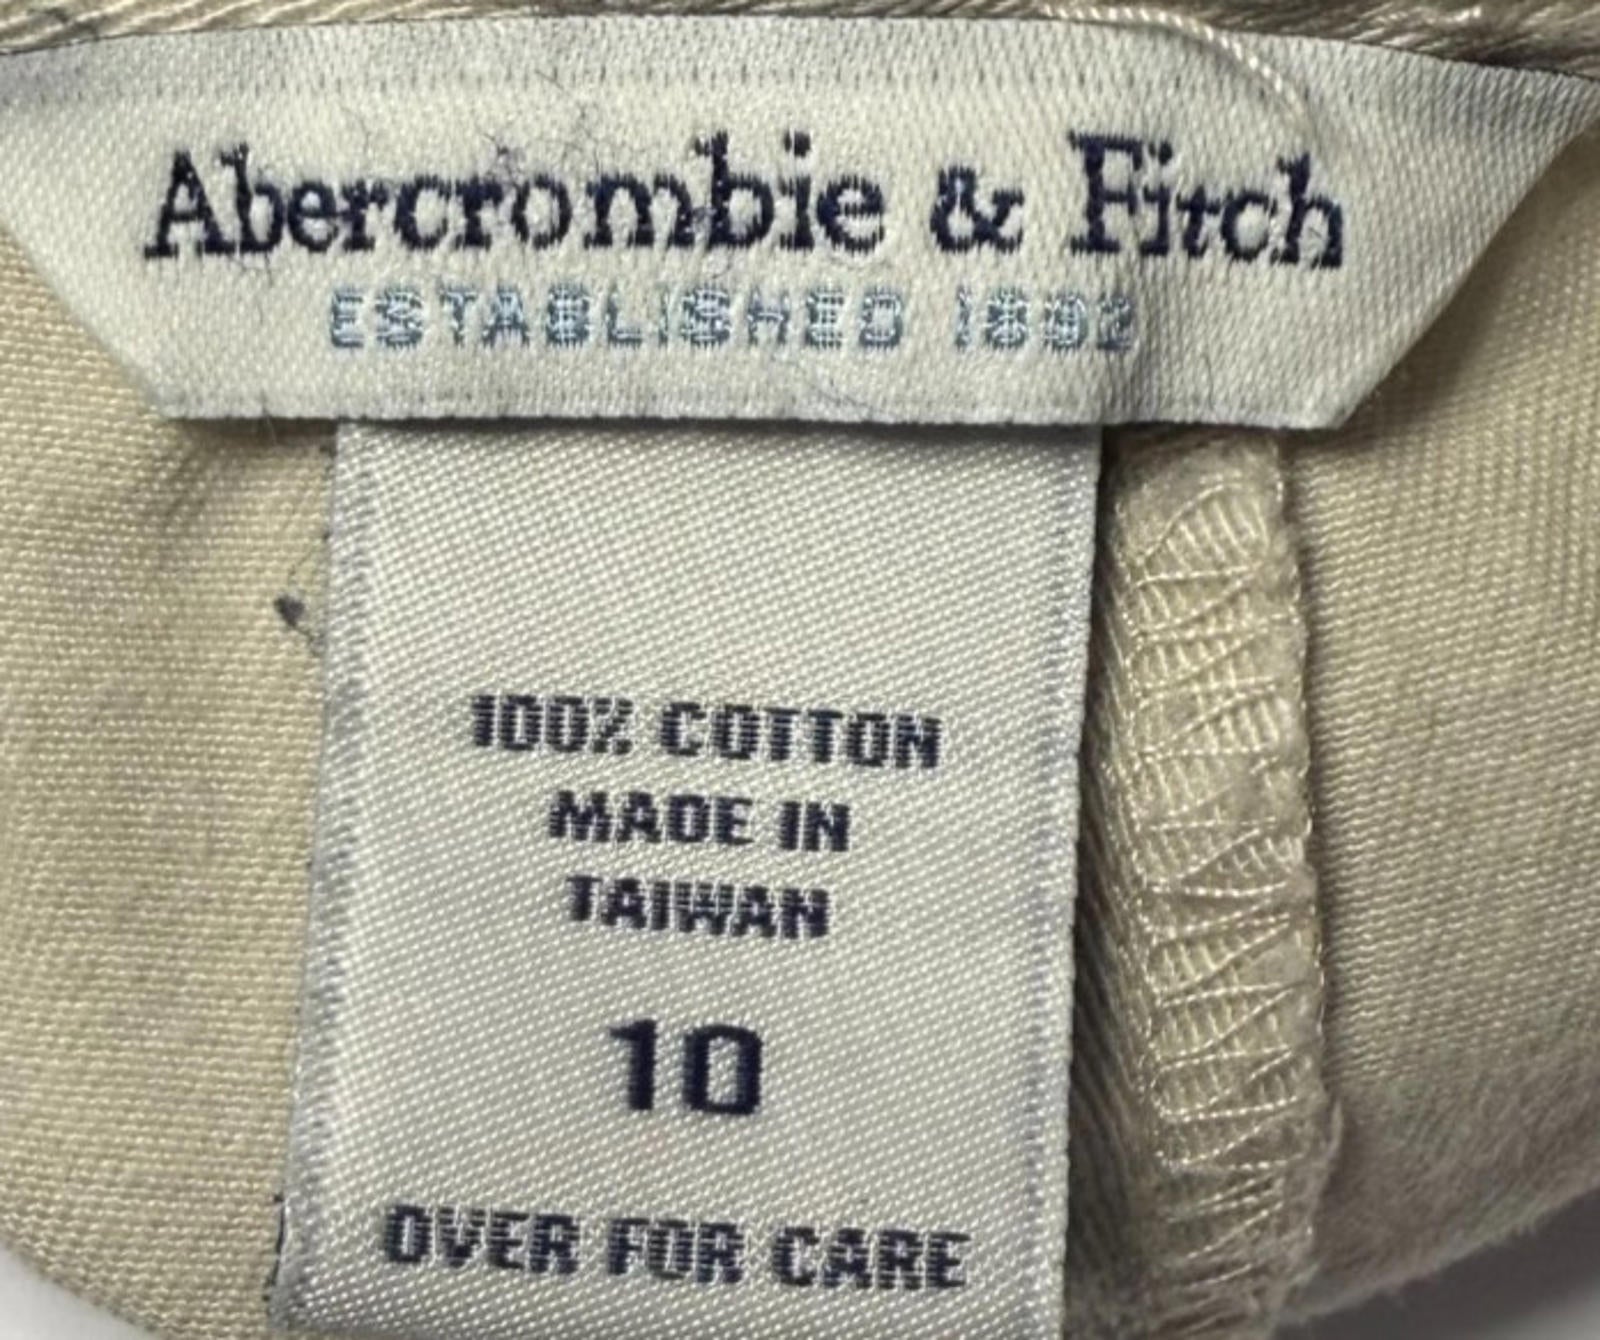 Abercrombie & Fitch
ESTABLISHED 1892
100% COTTON
MADE IN
TAIWAN
10
OVER FOR CARE